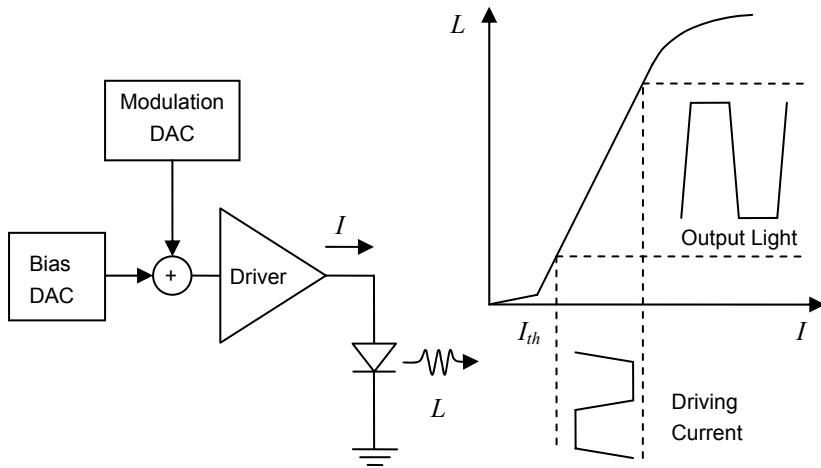 Modulation
DAC
Bias
DAC
+
Driver
I
L
L
Output Light
I
I_th
Driving
Current